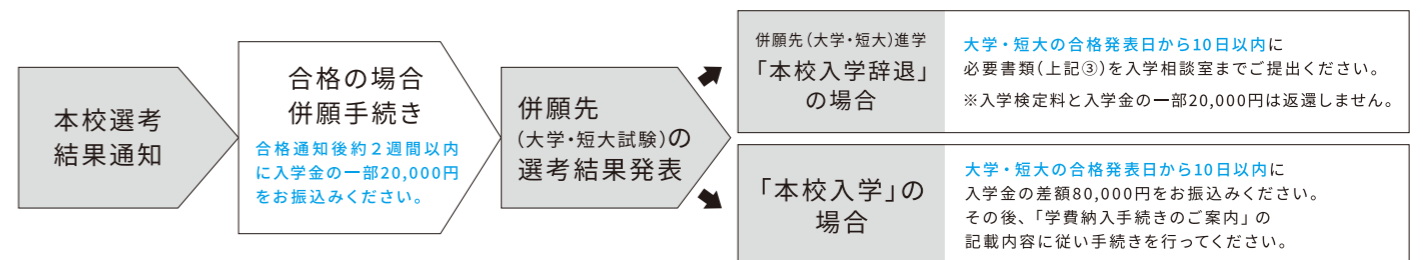 本校選考
結果通知
合格の場合
併願手続き
合格通知後約２週間以内
に入学金の一部20,000円
をお振込みください。
併願先
(大学・短大試験)の
選考結果発表
併願先(大学・短大)進学
「本校入学辞退」
の場合
大学・短大の合格発表日から10日以内に
必要書類(上記③)を入学相談室までご提出ください。
※入学検定料と入学金の一部20,000円は返還しません。
「本校入学」の
場合
大学・短大の合格発表日から10日以内に
入学金の差額80,000円をお振込みください。
その後、「学費納入手続きのご案内」の
記載内容に従い手続きを行ってください。